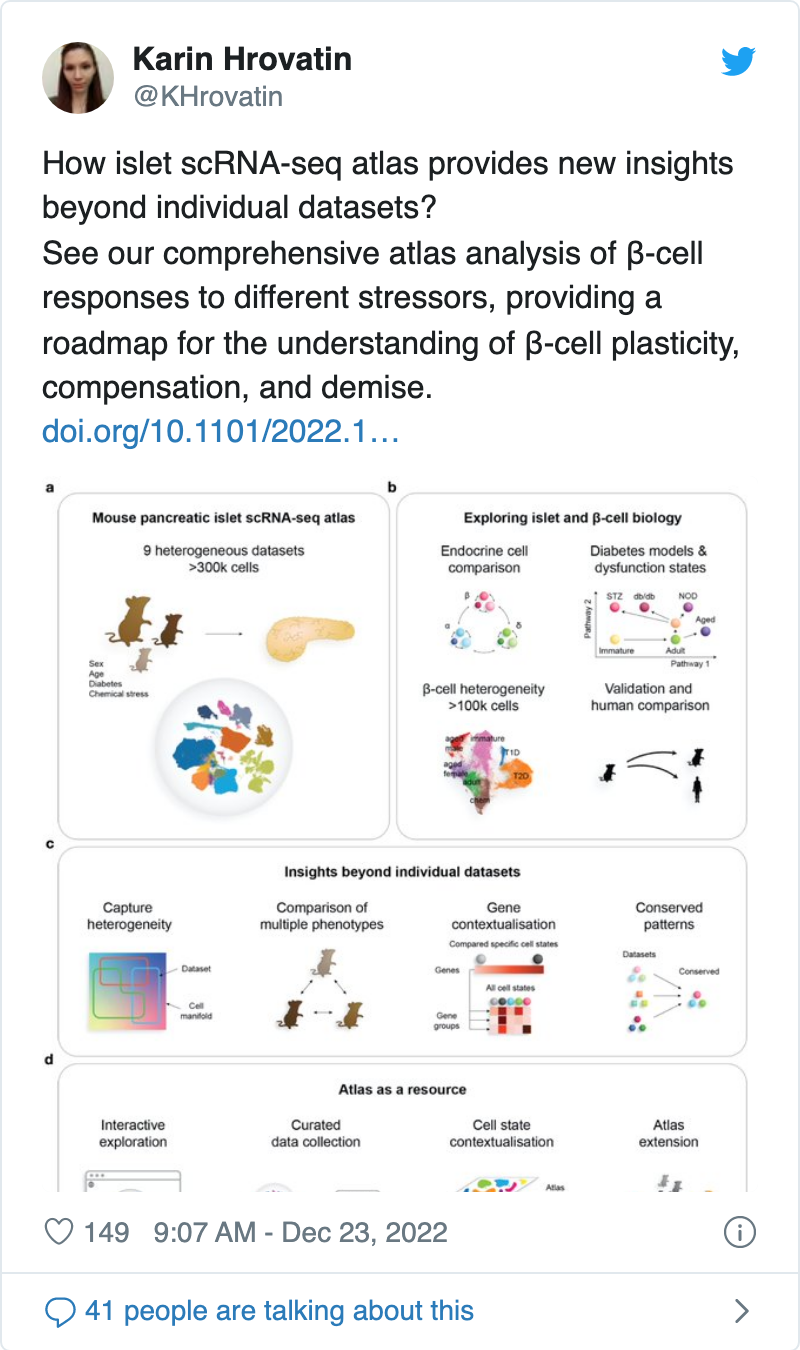 Karin Hrovatin
@KHrovatin
How islet scRNA-seq atlas provides new insights
beyond individual datasets?
See our comprehensive atlas analysis of β-cell
responses to different stressors, providing a
roadmap for the understanding of β-cell plasticity,
compensation, and demise.
doi.org/10.1101/2022.1…
a
Mouse pancreatic islet scRNA-seq atlas
9 heterogeneous datasets
>300k cells
Sex
Age
Diabetes
Chemical stress
b
Exploring islet and β-cell biology
Endocrine cell
comparison
β
α
δ
Diabetes models &
dysfunction states
Pathway 2
STZ
db/db
NOD
Aged
Immature
Adult
Pathway 1
β-cell heterogeneity
>100k cells
aged
male
immature
T1D
aged
female
adult
T2D
chem
Validation and
human comparison
c
Insights beyond individual datasets
Capture
heterogeneity
Dataset
Cell
manifold
Comparison of
multiple phenotypes
Gene
contextualisation
Compared specific cell states
Genes
All cell states
Gene
groups
Conserved
patterns
Datasets
Conserved
d
Atlas as a resource
Interactive
exploration
Curated
data collection
Cell state
contextualisation
Atlas
Atlas
extension
149 9:07 AM - Dec 23, 2022
41 people are talking about this